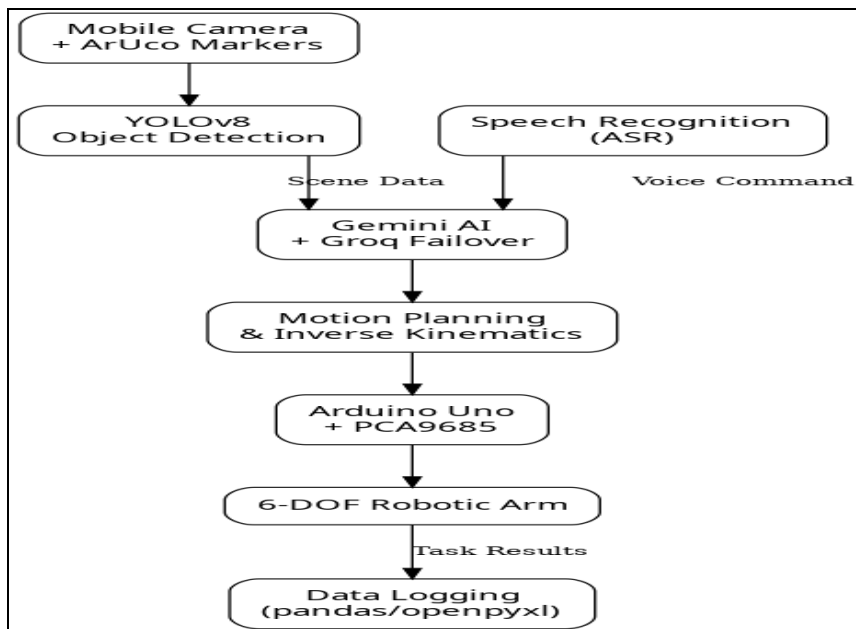 Mobile Camera
+ ArUco Markers
YOLOv8
Object Detection
Speech Recognition
(ASR)
Scene Data
Voice Command
Gemini AI
+ Groq Failover
Motion Planning
& Inverse Kinematics
Arduino Uno
+ PCA9685
6-DOF Robotic Arm
Task Results
Data Logging
(pandas/openpyxl)